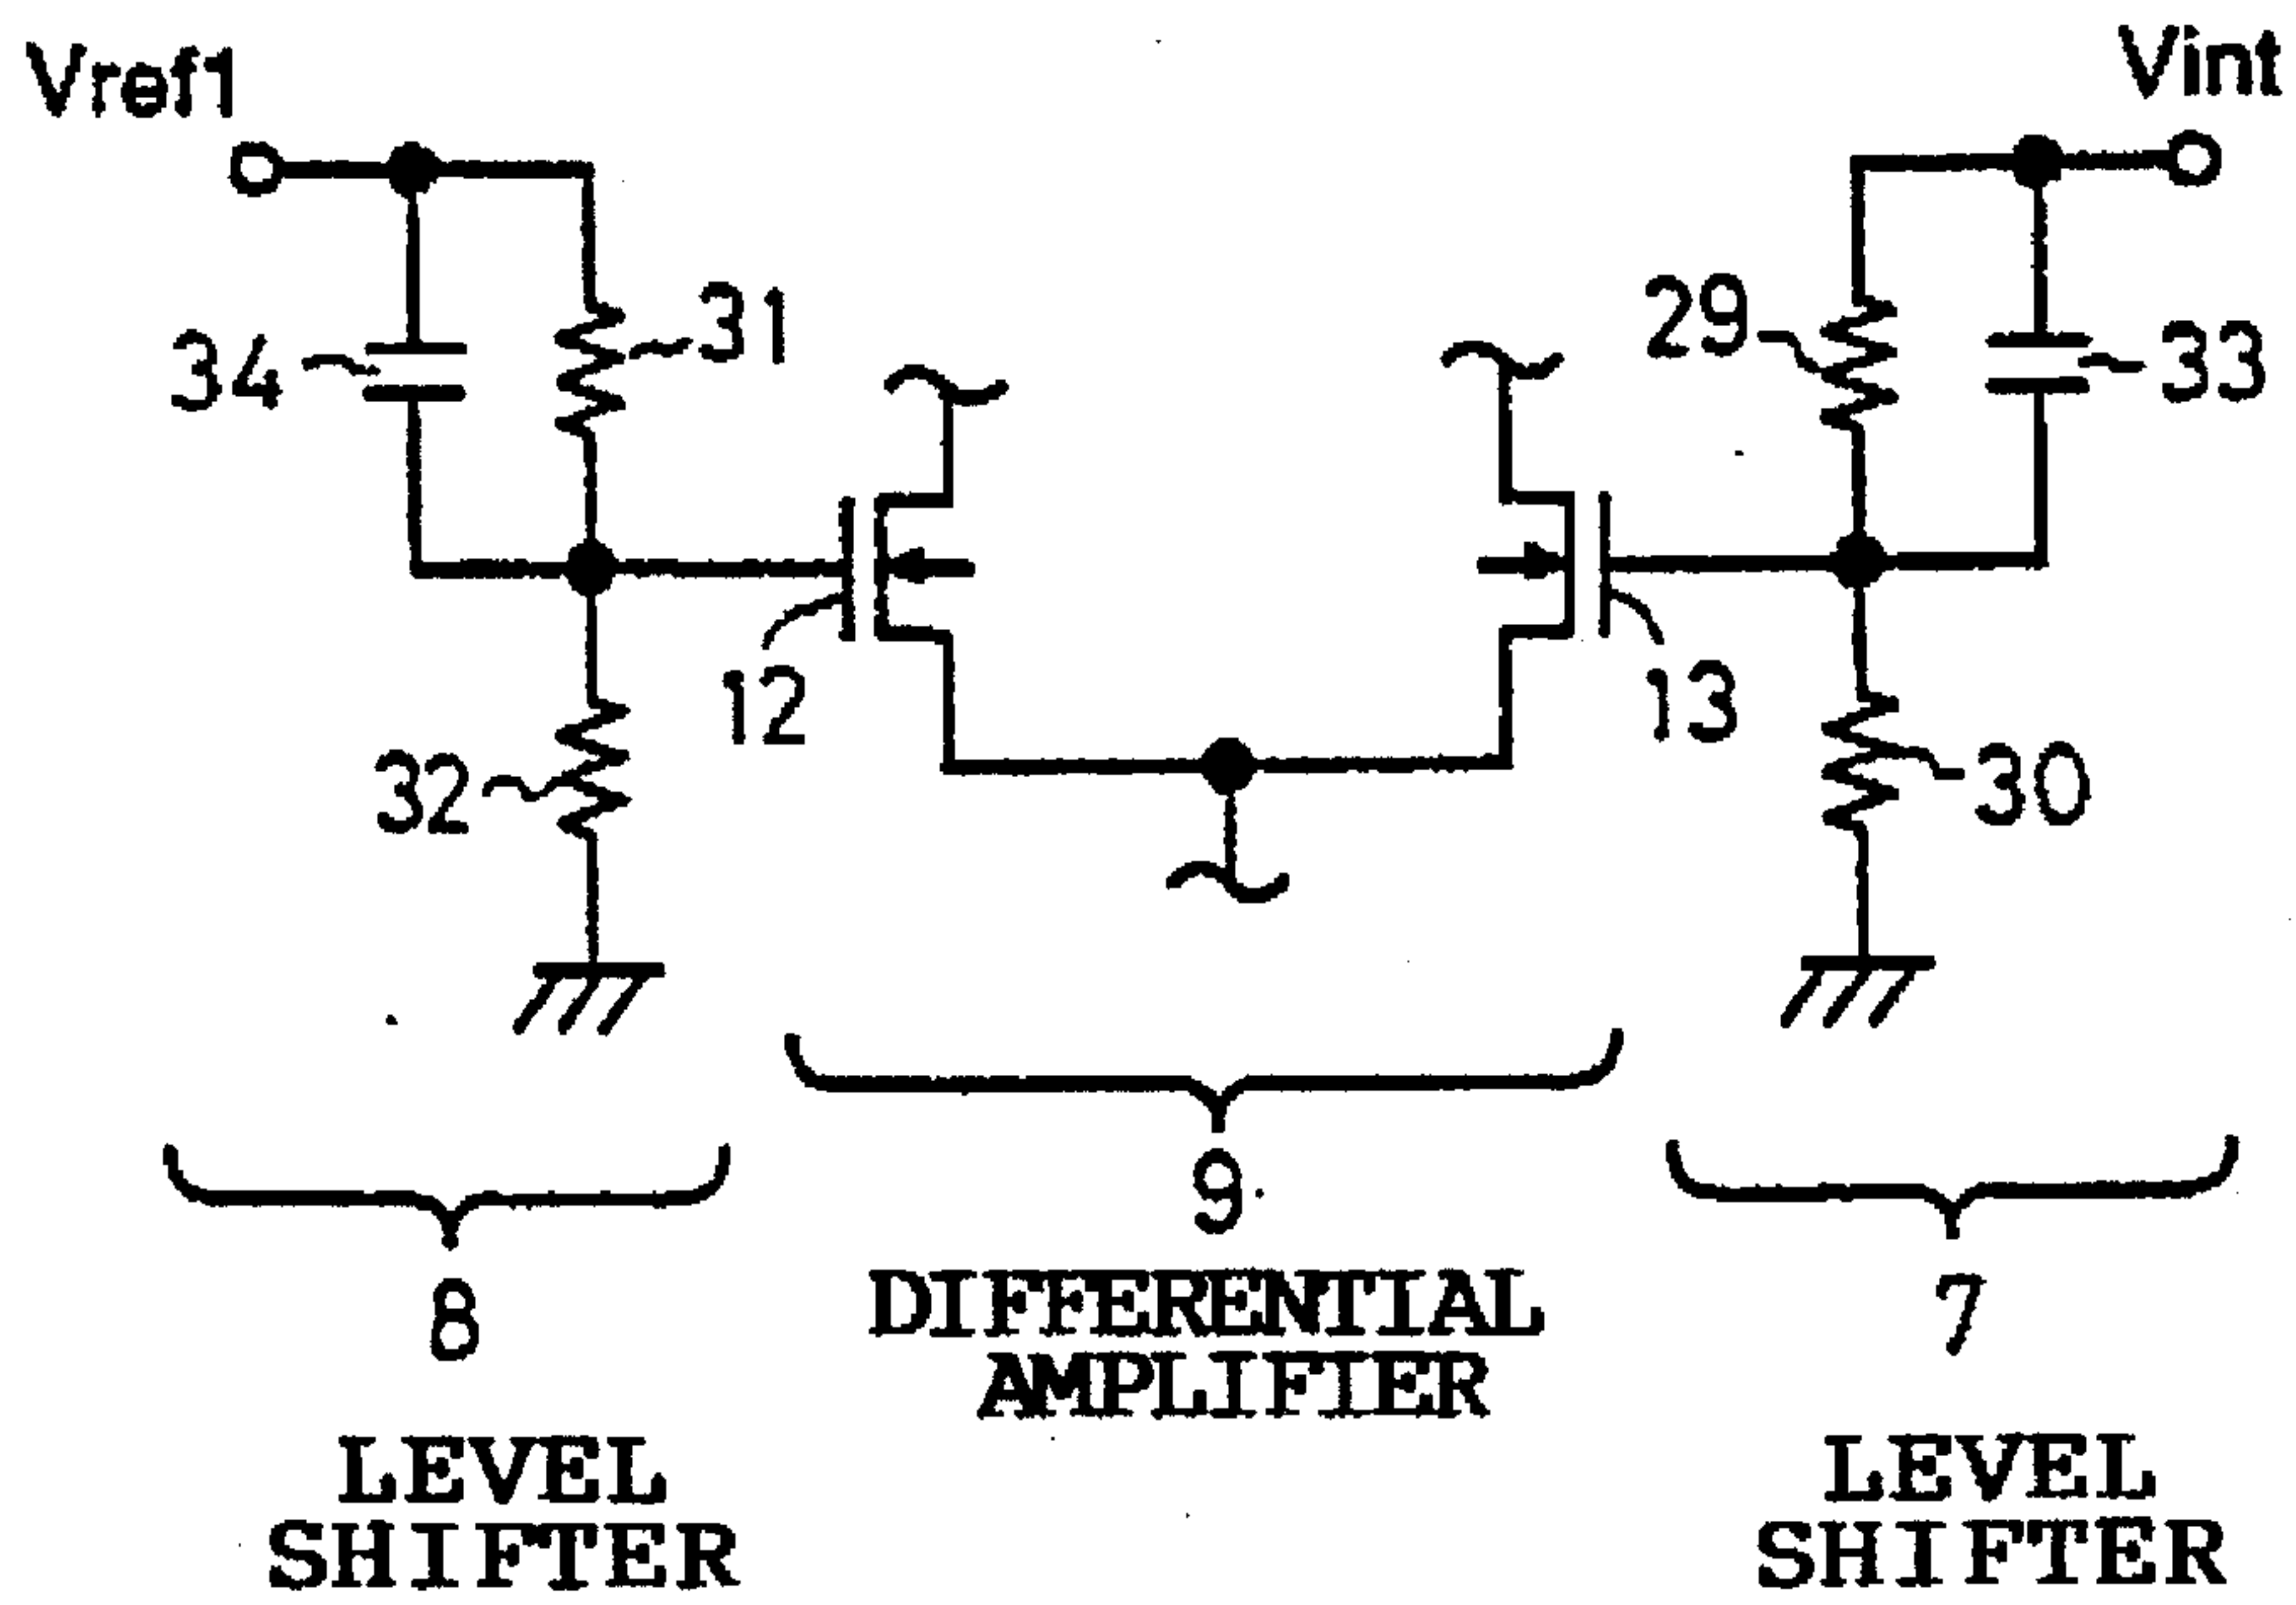 Vref1
Vint
34
31
29
33
12
13
32
30
9
8
7
DIFFERENTIAL
AMPLIFIER
LEVEL
SHIFTER
LEVEL
SHIFTER